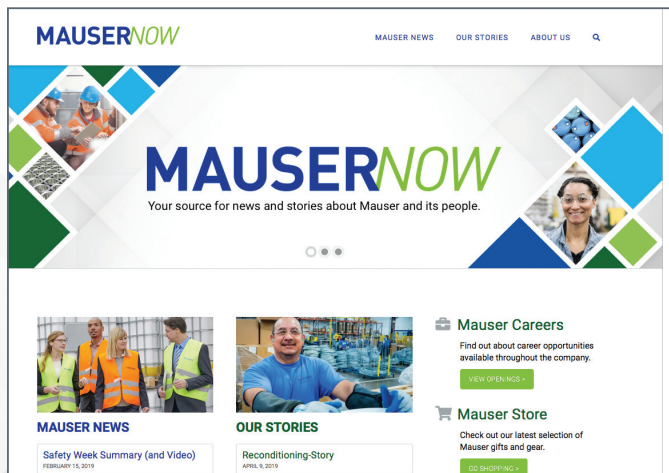 MAUSERNOW
MAUSER NEWS OUR STORIES ABOUT US
MAUSERNOW
Your source for news and stories about Mauser and its people.
MAUSER NEWS
Safety Week Summary (and Video)
FEBRUARY 15, 2019
OUR STORIES
Reconditioning-Story
APRIL 9, 2019
Mauser Careers
Find out about career opportunities
available throughout the company.
VIEW OPENINGS >
Mauser Store
Check out our latest selection of
Mauser gifts and gear.
GO SHOPPING >